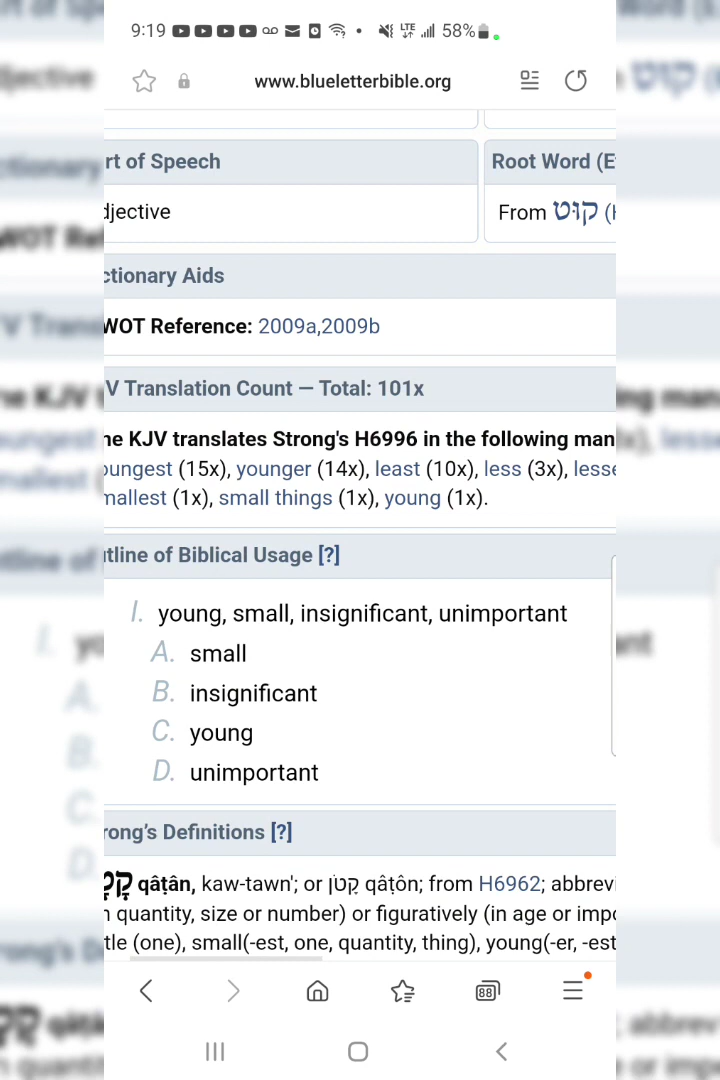 9:19 LTE 58%
www.blueletterbible.org
rt of Speech
Root Word (E
djective
From קוּט (H
ctionary Aids
WOT Reference: 2009a,2009b
V Translation Count — Total: 101x
he KJV translates Strong's H6996 in the following man
oungest (15x), younger (14x), least (10x), less (3x), lesse
mallest (1x), small things (1x), young (1x).
utline of Biblical Usage [?]
I. young, small, insignificant, unimportant
A. small
B. insignificant
C. young
D. unimportant
rong's Definitions [?]
qâṭân, kaw-tawn'; or קָטֹן qâṭôn; from H6962; abbrevi
n quantity, size or number) or figuratively (in age or impo
tle (one), small(-est, one, quantity, thing), young(-er, -est
88